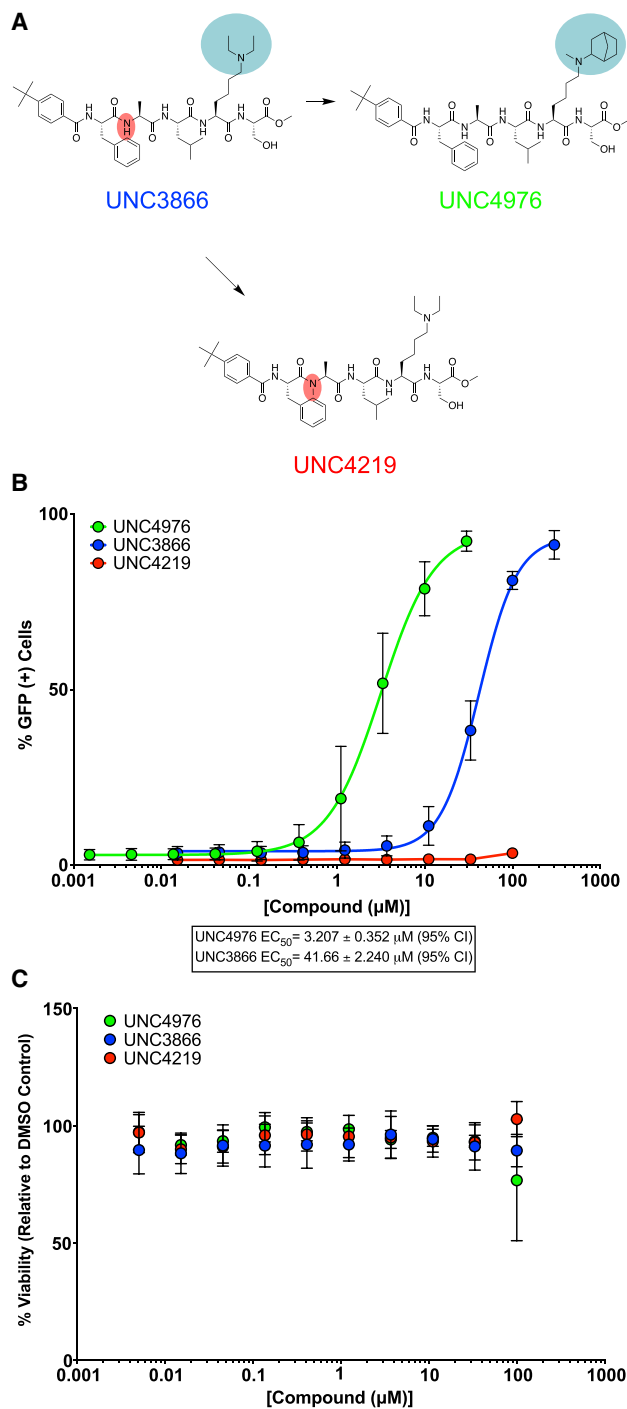 A
UNC3866
UNC4976
UNC4219
B
UNC4976
UNC3866
UNC4219
% GFP (+) Cells
100
50
0
0.001 0.01 0.1 1 10 100 1000
[Compound (µM)]
UNC4976 EC50= 3.207 ± 0.352 µM (95% CI)
UNC3866 EC50= 41.66 ± 2.240 µM (95% CI)
C
UNC4976
UNC3866
UNC4219
% Viability (Relative to DMSO Control)
150
100
50
0
0.001 0.01 0.1 1 10 100 1000
[Compound (µM)]